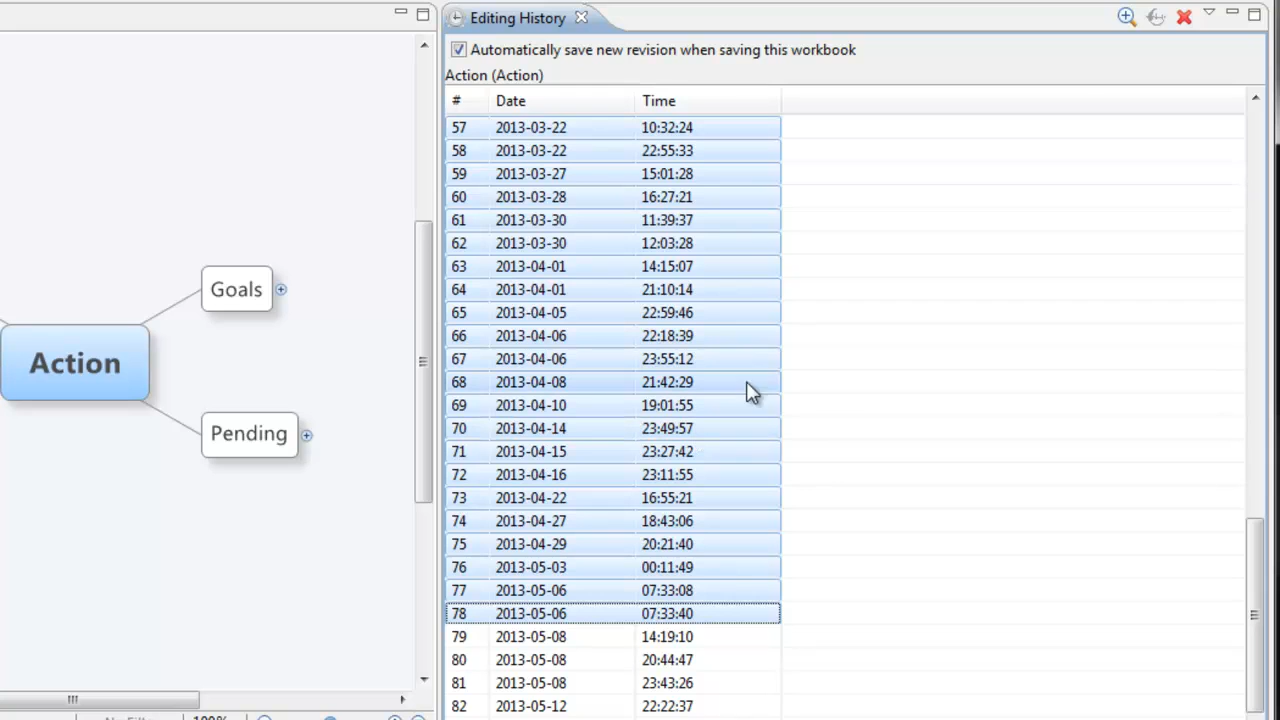 Editing History
Automatically save new revision when saving this workbook
Action (Action)
# Date Time
57 2013-03-22 10:32:24
58 2013-03-22 22:55:33
59 2013-03-27 15:01:28
60 2013-03-28 16:27:21
61 2013-03-30 11:39:37
62 2013-03-30 12:03:28
63 2013-04-01 14:15:07
64 2013-04-01 21:10:14
65 2013-04-05 22:59:46
66 2013-04-06 22:18:39
67 2013-04-06 23:55:12
68 2013-04-08 21:42:29
69 2013-04-10 19:01:55
70 2013-04-14 23:49:57
71 2013-04-15 23:27:42
72 2013-04-16 23:11:55
73 2013-04-22 16:55:21
74 2013-04-27 18:43:06
75 2013-04-29 20:21:40
76 2013-05-03 00:11:49
77 2013-05-06 07:33:08
78 2013-05-06 07:33:40
79 2013-05-08 14:19:10
80 2013-05-08 20:44:47
81 2013-05-08 23:43:26
82 2013-05-12 22:22:37
Goals
Action
Pending